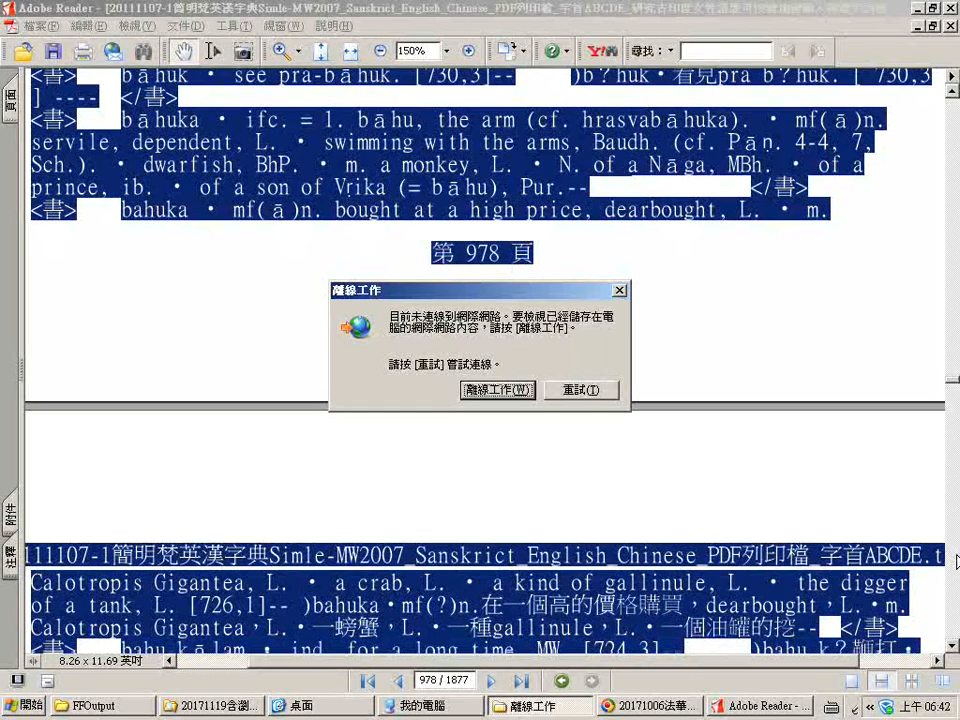 Adobe Reader - [20111107-1簡明梵英漢字典Simle-MW2007_Sanskrict_English_Chinese_PDF列印檔_字首ABCDE
檔案(F) 編輯(E) 檢視(V) 文件(D) 工具(T) 視窗(W) 說明(H)
150% 尋找：
頁面
<書> bāhuk ‧ see pra-bāhuk. [730,3]-- )b？huk‧看見pra b？huk. [ 730,3
] ---- </書>
<書> bāhuka ‧ ifc. = 1. bāhu, the arm (cf. hrasvabāhuka). ‧ mf(ā)n.
servile, dependent, L. ‧ swimming with the arms, Baudh. (cf. Pāṇ. 4-4, 7,
Sch.). ‧ dwarfish, BhP. ‧ m. a monkey, L. ‧ N. of a Nāga, MBh. ‧ of a
prince, ib. ‧ of a son of Vrika (= bāhu), Pur.-- </書>
<書> bahuka ‧ mf(ā)n. bought at a high price, dearbought, L. ‧ m.
第 978 頁
離線工作
目前未連線到網際網路。要檢視已經儲存在電
腦的網際網路內容，請按 [離線工作]。
請按 [重試] 嘗試連線。
離線工作(W) 重試(T)
附件
注釋
111107-1簡明梵英漢字典Simle-MW2007_Sanskrict_English_Chinese_PDF列印檔_字首ABCDE.t
Calotropis Gigantea, L. ‧ a crab, L. ‧ a kind of gallinule, L. ‧ the digger
of a tank, L. [726,1]-- )bahuka‧mf(?)n.在一個高的價格購買，dearbought，L.‧m.
Calotropis Gigantea，L.‧一螃蟹，L.‧一種gallinule，L.‧一個油罐的挖-- </書>
8.26 x 11.69 英吋
978 / 1877
開始 FFOutput 20171119含瀏... 桌面 我的電腦 離線工作 20171006法華... Adobe Reader - ... 上午 06:42